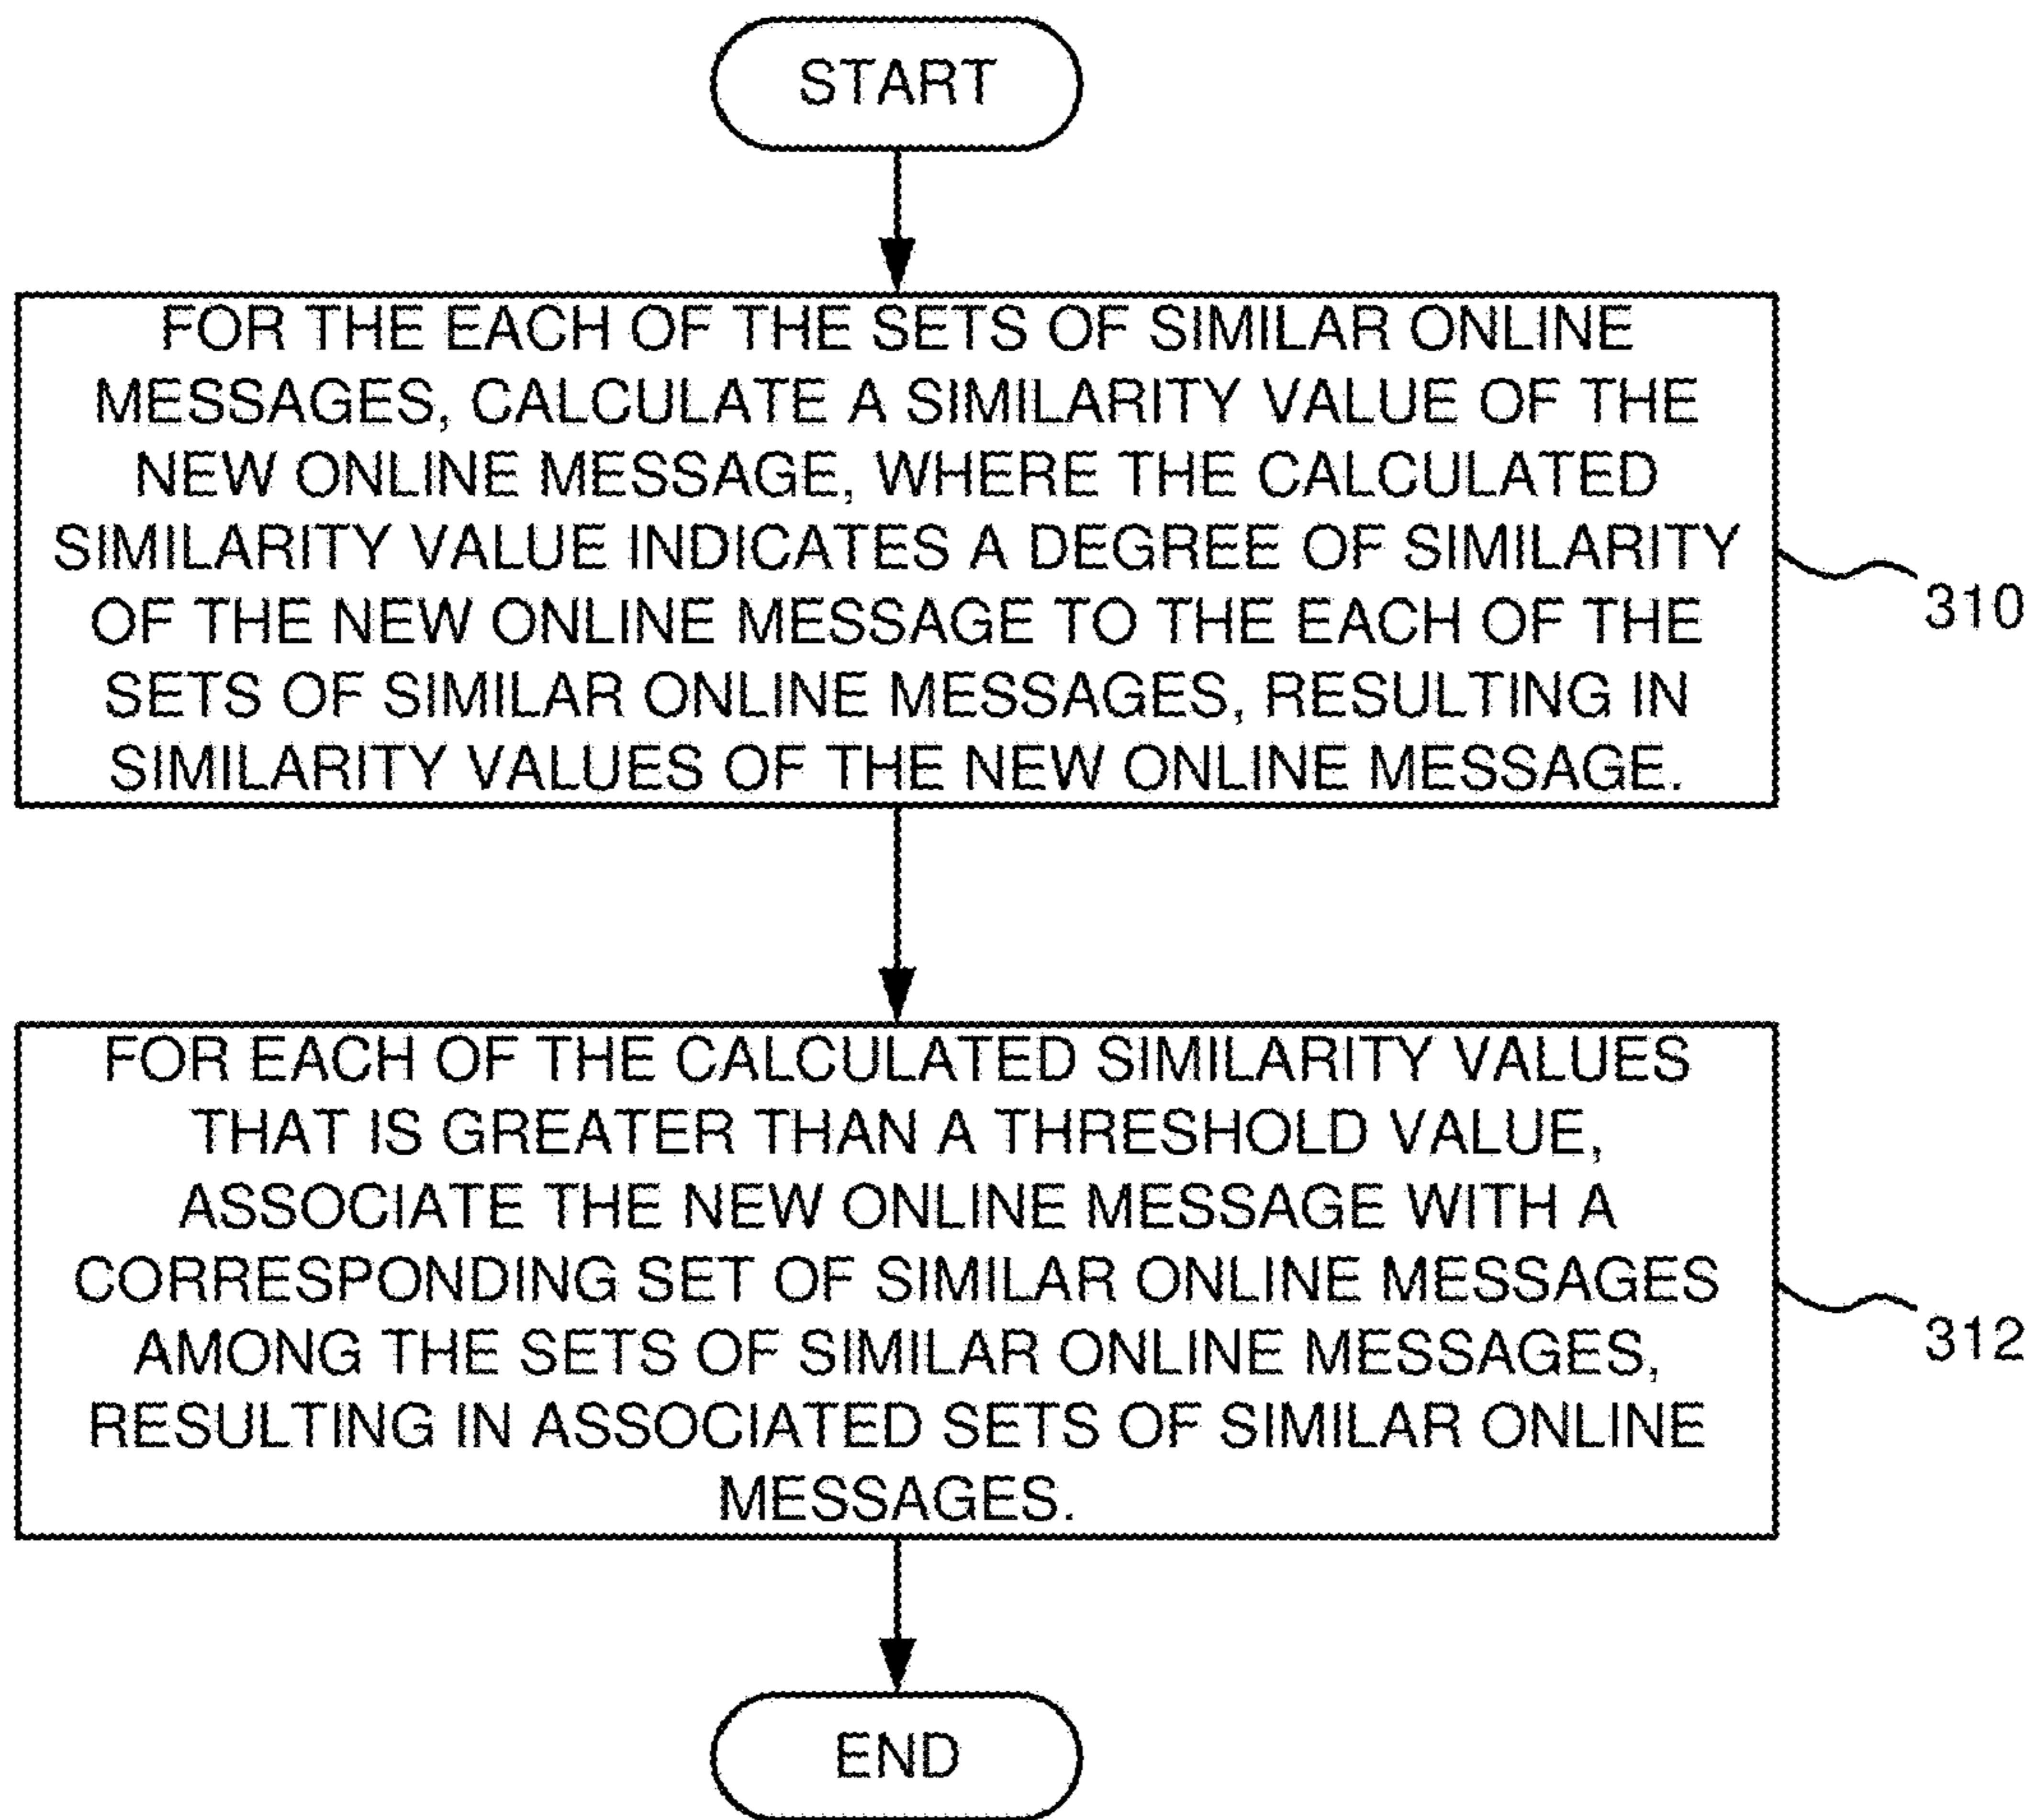 START
FOR THE EACH OF THE SETS OF SIMILAR ONLINE
MESSAGES, CALCULATE A SIMILARITY VALUE OF THE
NEW ONLINE MESSAGE, WHERE THE CALCULATED
SIMILARITY VALUE INDICATES A DEGREE OF SIMILARITY
OF THE NEW ONLINE MESSAGE TO THE EACH OF THE
SETS OF SIMILAR ONLINE MESSAGES, RESULTING IN
SIMILARITY VALUES OF THE NEW ONLINE MESSAGE.
310
FOR EACH OF THE CALCULATED SIMILARITY VALUES
THAT IS GREATER THAN A THRESHOLD VALUE,
ASSOCIATE THE NEW ONLINE MESSAGE WITH A
CORRESPONDING SET OF SIMILAR ONLINE MESSAGES
AMONG THE SETS OF SIMILAR ONLINE MESSAGES,
RESULTING IN ASSOCIATED SETS OF SIMILAR ONLINE
MESSAGES.
312
END